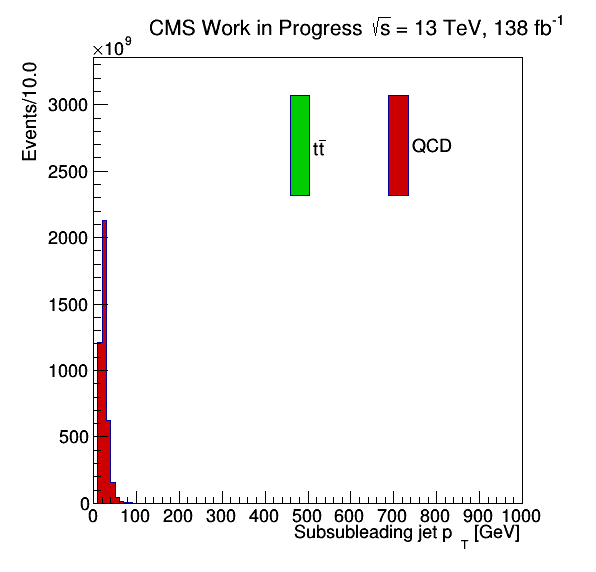 CMS Work in Progress √s = 13 TeV, 138 fb⁻¹
×10⁹
Events/10.0
3000
2500
2000
1500
1000
500
0
tt̅
QCD
0 100 200 300 400 500 600 700 800 900 1000
Subsubleading jet p_T [GeV]